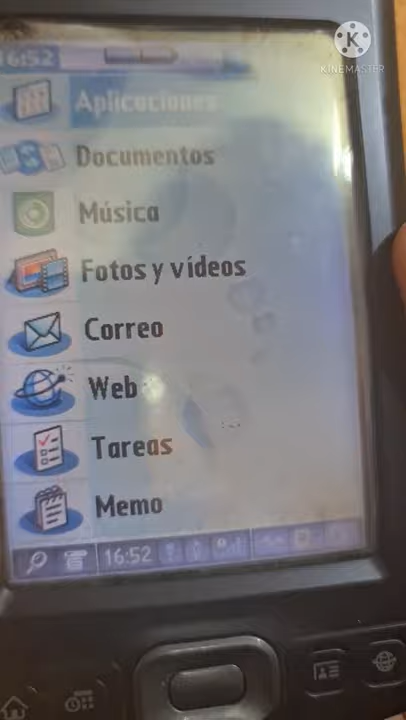 16:52
KINEMASTER
Aplicaciones
Documentos
Música
Fotos y vídeos
Correo
Web
Tareas
Memo
16:52